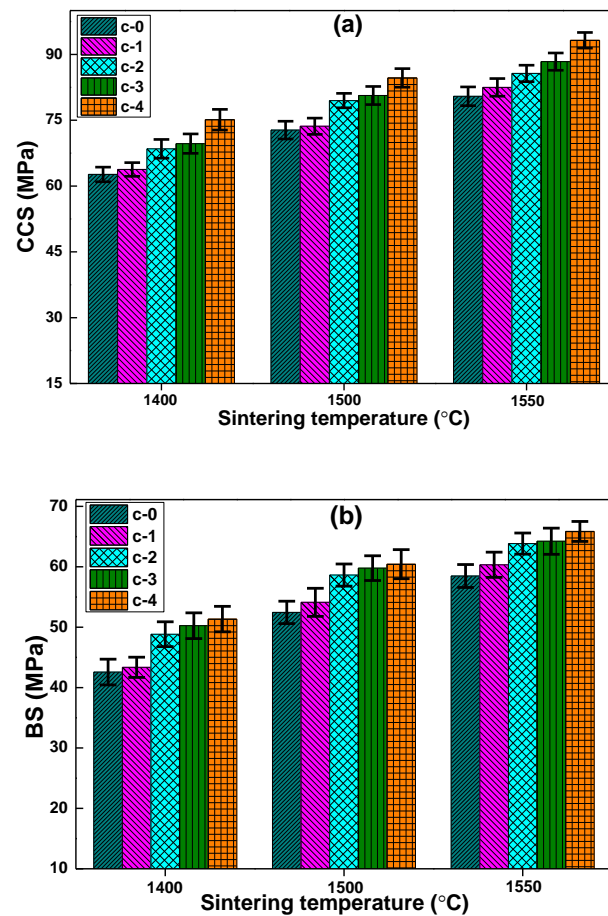 (a)
c-0
c-1
c-2
c-3
c-4
90
75
60
45
30
15
CCS (MPa)
1400 1500 1550
Sintering temperature (°C)
(b)
c-0
c-1
c-2
c-3
c-4
70
60
50
40
30
20
10
BS (MPa)
1400 1500 1550
Sintering temperature (°C)